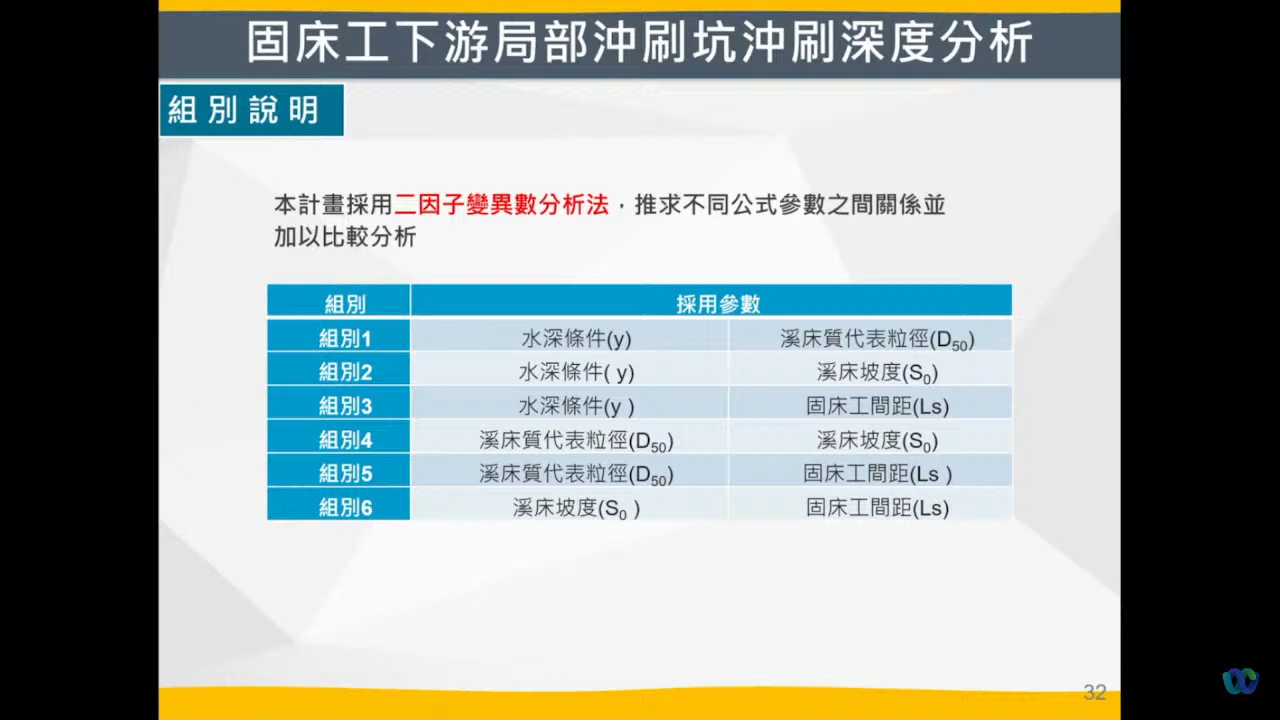 固床工下游局部沖刷坑沖刷深度分析
組別說明
本計畫採用二因子變異數分析法，推求不同公式參數之間關係並
加以比較分析
組別 採用參數
組別1 水深條件(y) 溪床質代表粒徑(D50)
組別2 水深條件( y) 溪床坡度(S0)
組別3 水深條件(y ) 固床工間距(Ls)
組別4 溪床質代表粒徑(D50) 溪床坡度(S0)
組別5 溪床質代表粒徑(D50) 固床工間距(Ls )
組別6 溪床坡度(S0 ) 固床工間距(Ls)
32